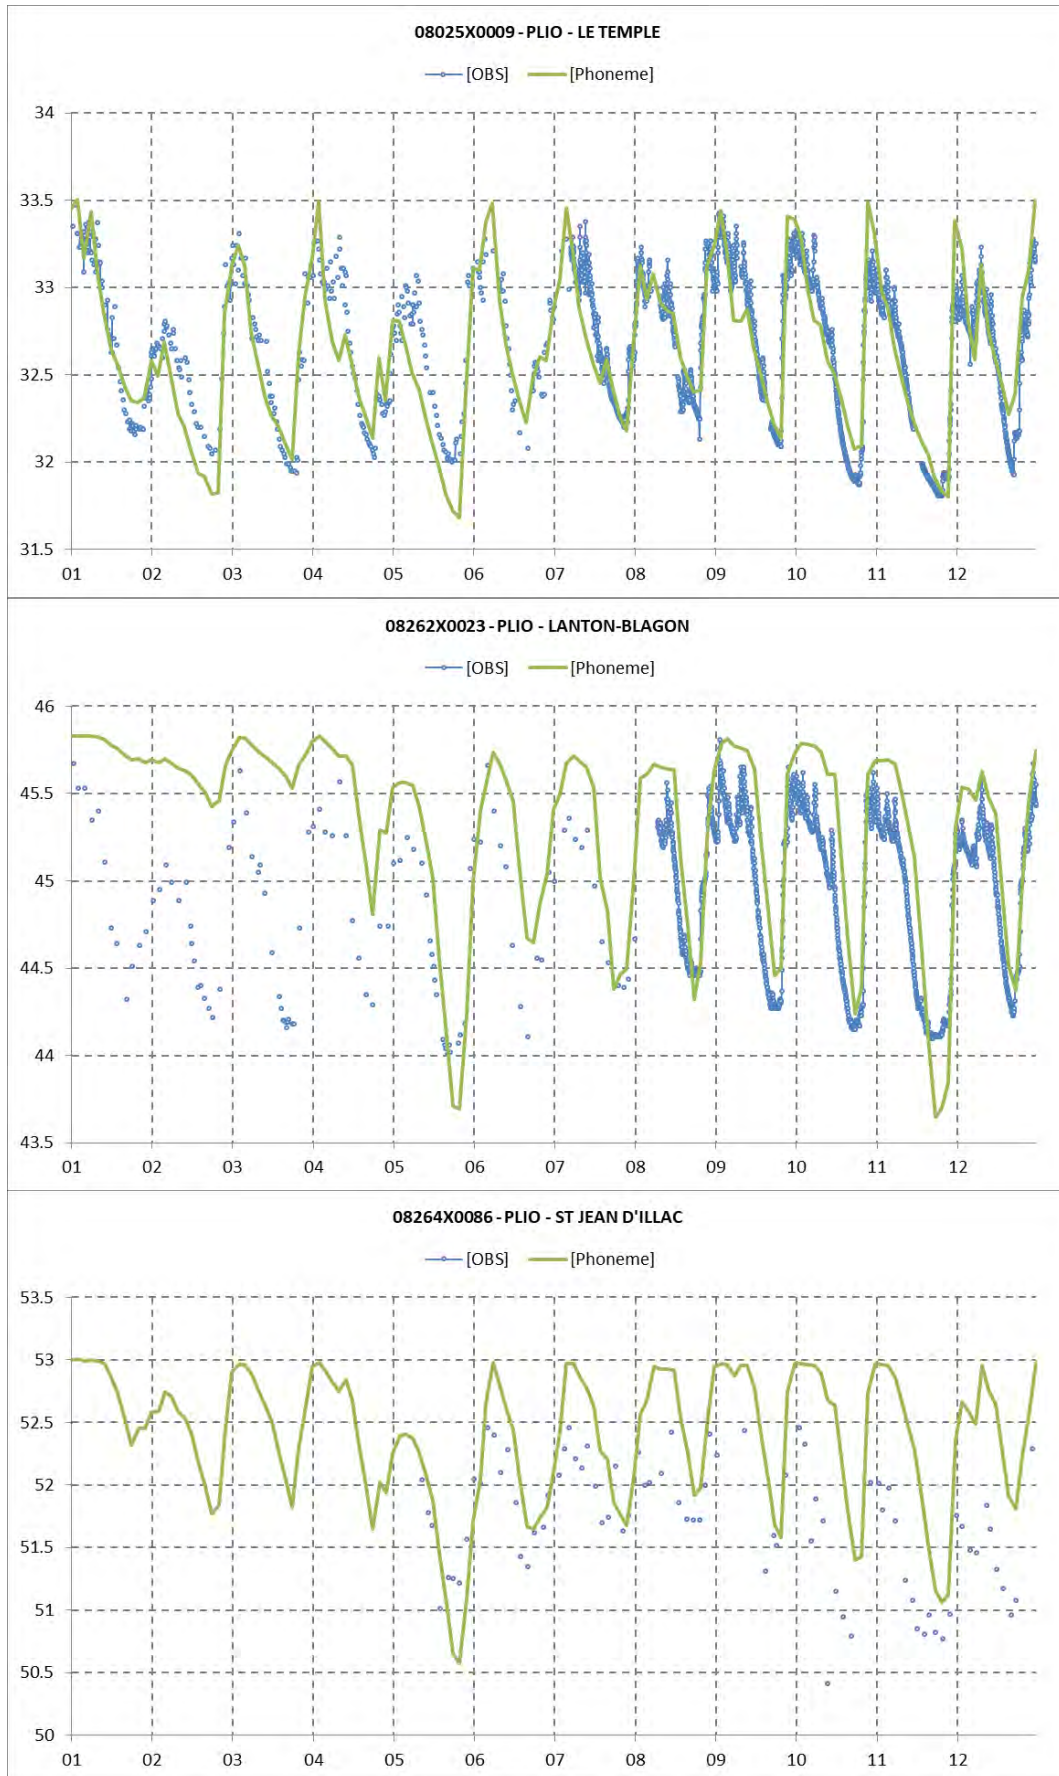 08025X0009 - PLIO - LE TEMPLE
[OBS] [Phoneme]
34
33.5
33
32.5
32
31.5
01 02 03 04 05 06 07 08 09 10 11 12
08262X0023 - PLIO - LANTON-BLAGON
[OBS] [Phoneme]
46
45.5
45
44.5
44
43.5
01 02 03 04 05 06 07 08 09 10 11 12
08264X0086 - PLIO - ST JEAN D'ILLAC
[OBS] [Phoneme]
53.5
53
52.5
52
51.5
51
50.5
50
01 02 03 04 05 06 07 08 09 10 11 12